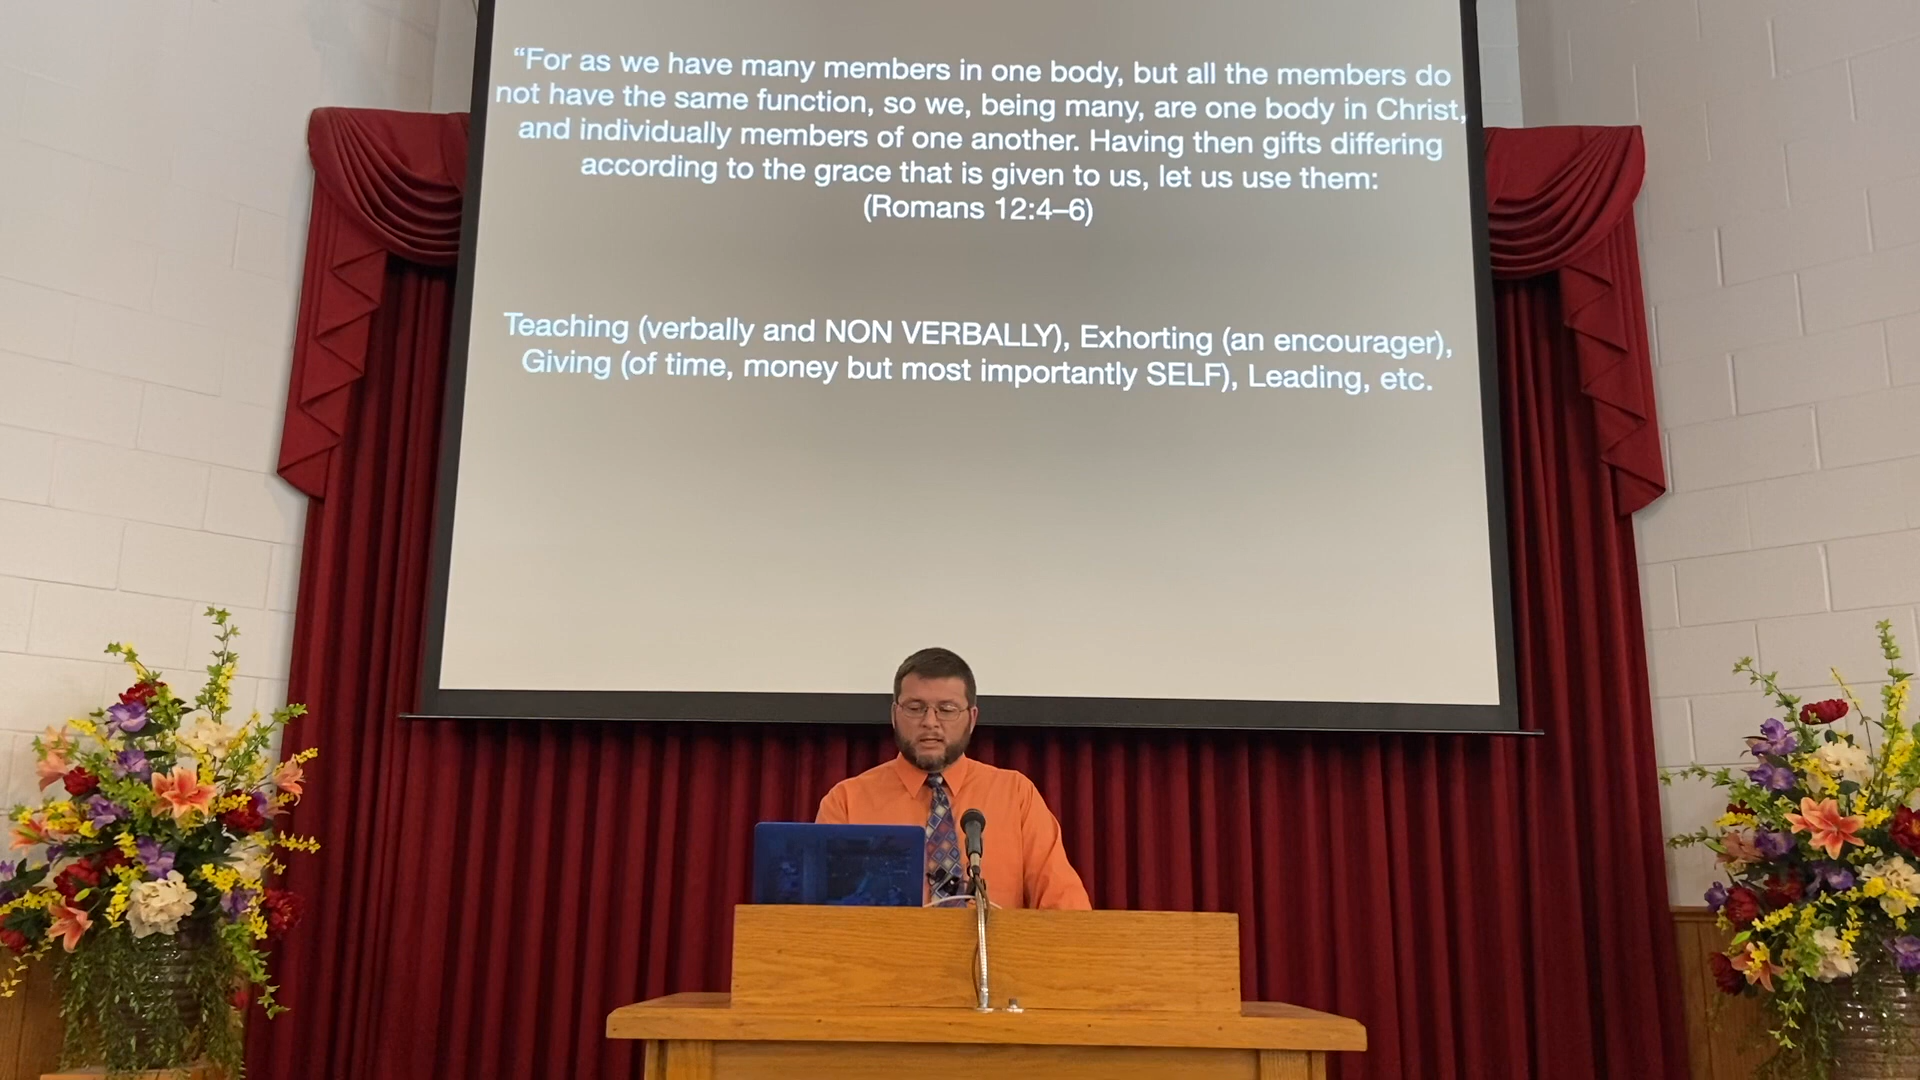 “For as we have many members in one body, but all the members do
not have the same function, so we, being many, are one body in Christ,
and individually members of one another. Having then gifts differing
according to the grace that is given to us, let us use them:
(Romans 12:4–6)
Teaching (verbally and NON VERBALLY), Exhorting (an encourager),
Giving (of time, money but most importantly SELF), Leading, etc.